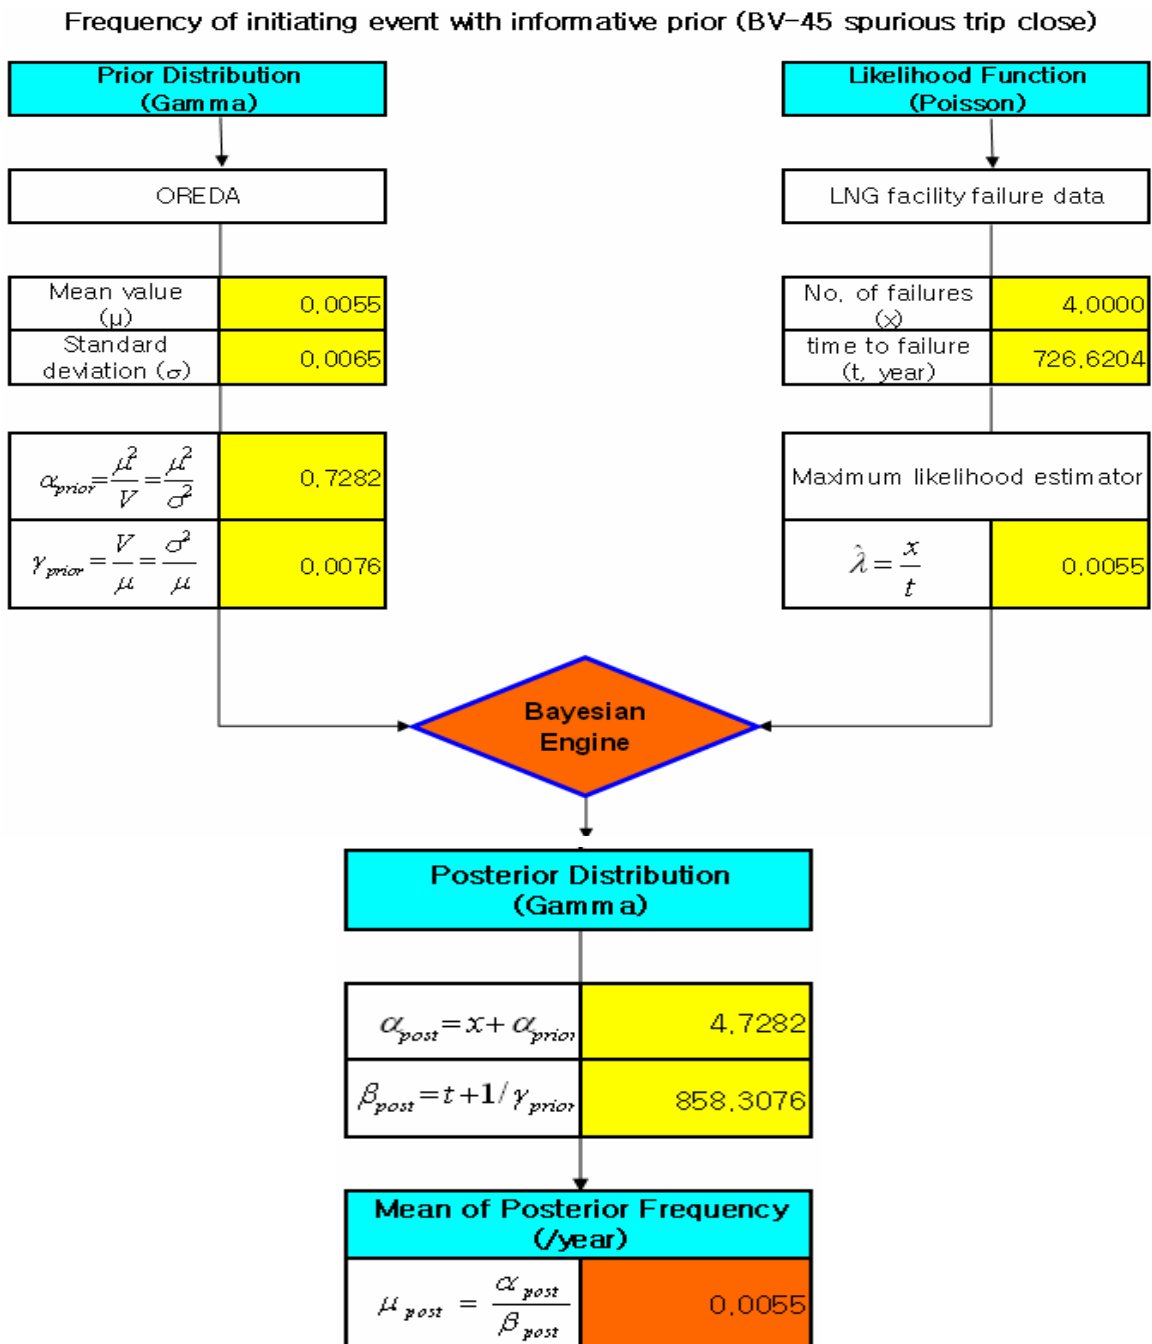 Frequency of initiating event with informative prior (BV-45 spurious trip close)
Prior Distribution
(Gamma)
OREDA
Mean value
(μ)
0,0055
Standard
deviation (σ)
0,0065
α_prior = μ²/V = μ²/σ²
0,7282
γ_prior = V/μ = σ²/μ
0,0076
Likelihood Function
(Poisson)
LNG facility failure data
No, of failures
(x)
4,0000
time to failure
(t, year)
726,6204
Maximum likelihood estimator
λ̂ = x/t
0,0055
Bayesian
Engine
Posterior Distribution
(Gamma)
α_post = x + α_prior
4,7282
β_post = t + 1/γ_prior
858,3076
Mean of Posterior Frequency
(/year)
μ_post = α_post/β_post
0,0055